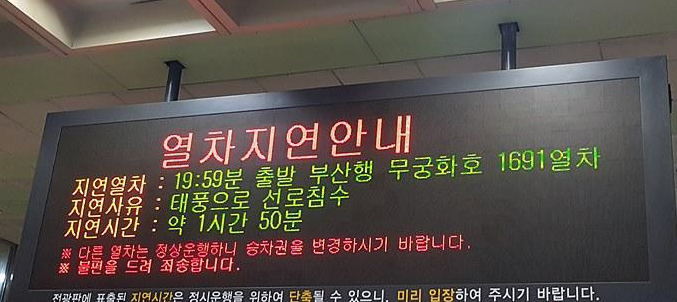 열차지연안내
지연열차 : 19:59분 출발 부산행 무궁화호 1691열차
지연사유 : 태풍으로 선로침수
지연시간 : 약 1시간 50분
※ 다른 열차는 정상운행하니 승차권을 변경하시기 바랍니다.
※ 불편을 드려 죄송합니다.
전광판에 표출된 지연시간은 정시운행을 위하여 단축될 수 있으니, 미리 입장하여 주시기 바랍니다.